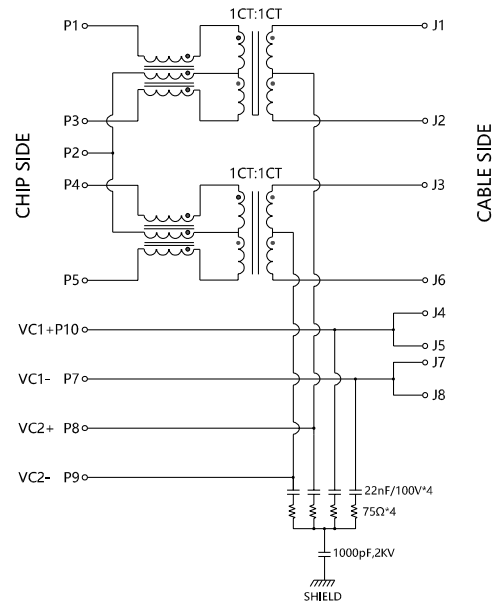 1CT:1CT
P1
J1
P3
J2
P2
1CT:1CT
P4
J3
CHIP SIDE
CABLE SIDE
P5
J6
J4
VC1+P10
J5
J7
VC1- P7
J8
VC2+ P8
VC2- P9
22nF/100V*4
75Ω*4
1000pF,2KV
SHIELD